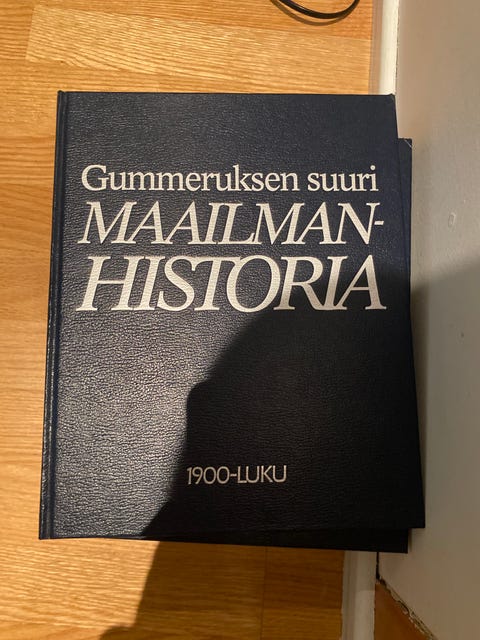 Gummeruksen suuri
MAAILMAN-
HISTORIA
1900-LUKU